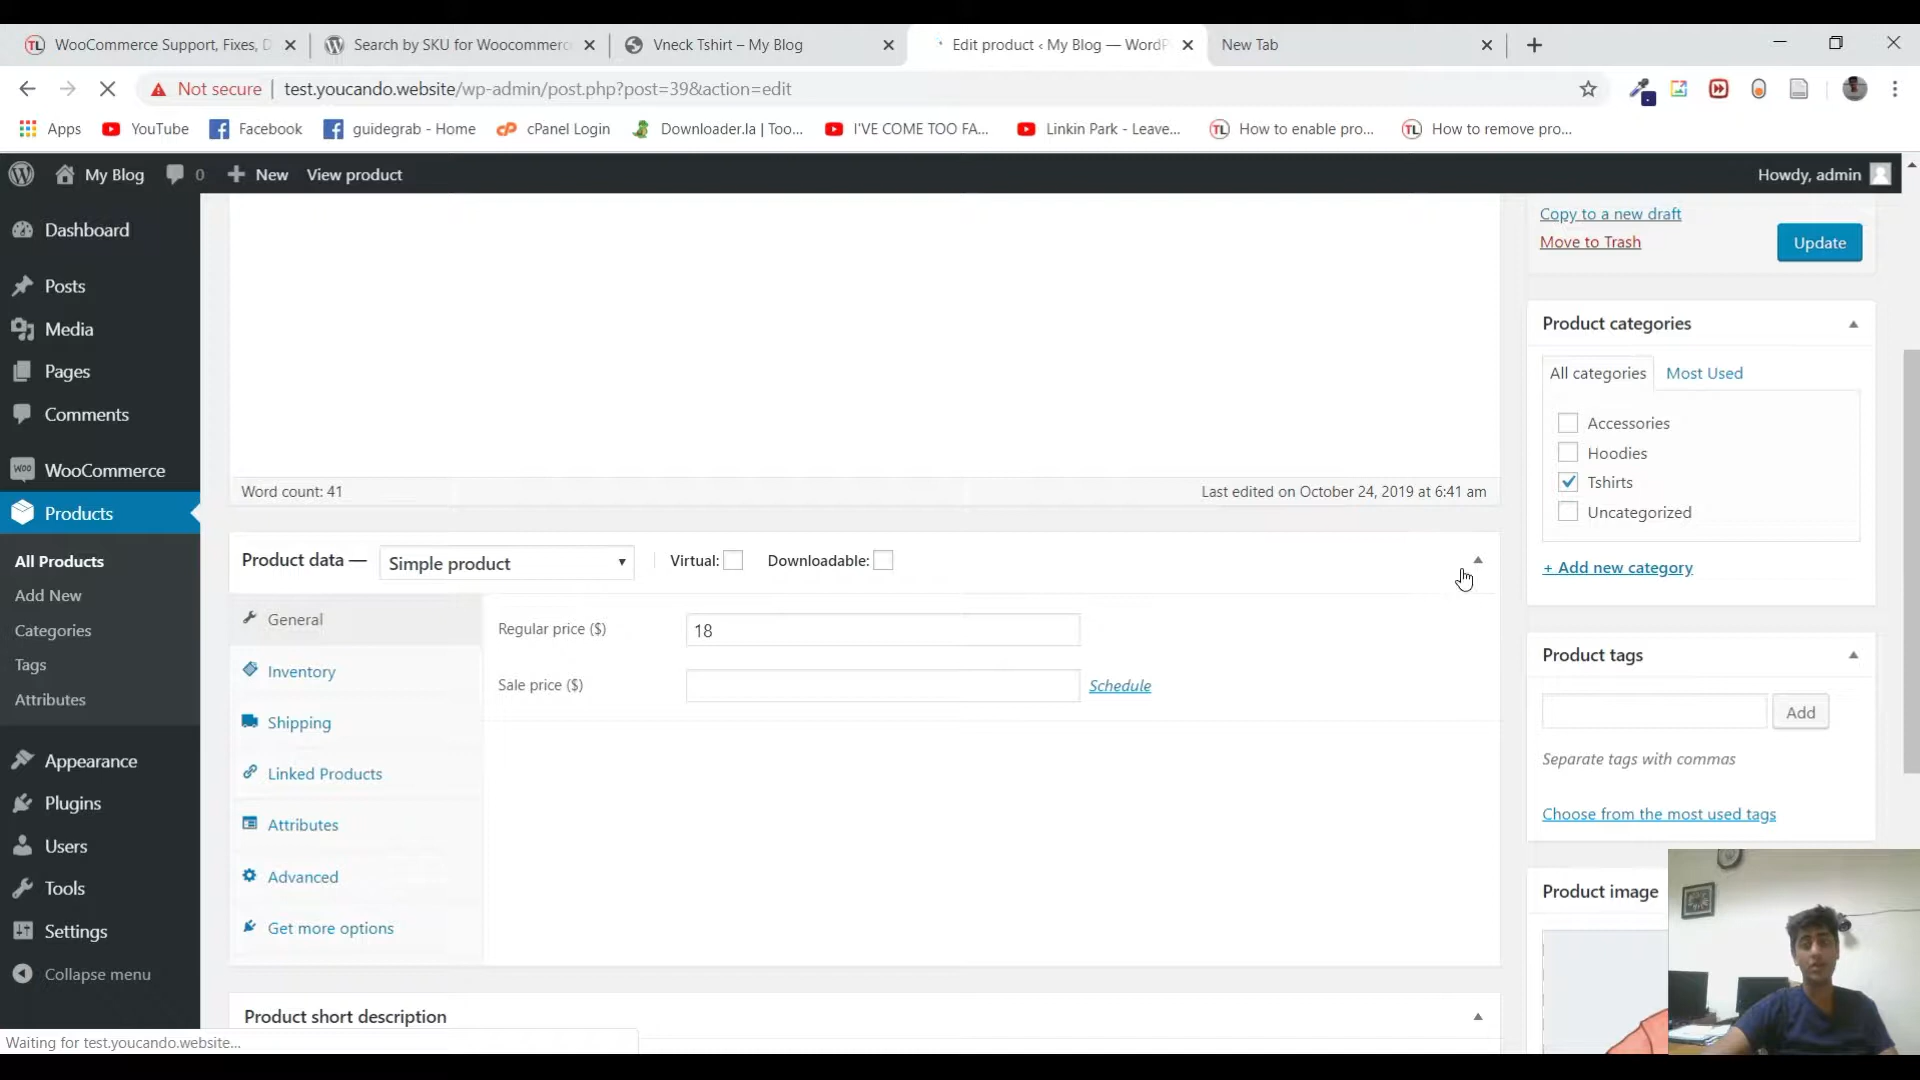 WooCommerce Support, Fixes, D
Search by SKU for Woocommerc
Vneck Tshirt – My Blog
Edit product ‹ My Blog — WordP
New Tab
Not secure
test.youcando.website/wp-admin/post.php?post=39&action=edit
Apps
YouTube
Facebook
guidegrab - Home
cPanel Login
Downloader.la | Too...
I'VE COME TOO FA...
Linkin Park - Leave...
How to enable pro...
How to remove pro...
My Blog
0
New
View product
Howdy, admin
Dashboard
Posts
Media
Pages
Comments
WooCommerce
Products
All Products
Add New
Categories
Tags
Attributes
Appearance
Plugins
Users
Tools
Settings
Collapse menu
Word count: 41
Last edited on October 24, 2019 at 6:41 am
Product data —
Simple product
Virtual:
Downloadable:
General
Inventory
Shipping
Linked Products
Attributes
Advanced
Get more options
Regular price ($)
18
Sale price ($)
Schedule
Product short description
Copy to a new draft
Move to Trash
Update
Product categories
All categories
Most Used
Accessories
Hoodies
Tshirts
Uncategorized
+ Add new category
Product tags
Add
Separate tags with commas
Choose from the most used tags
Product image
Waiting for test.youcando.website...